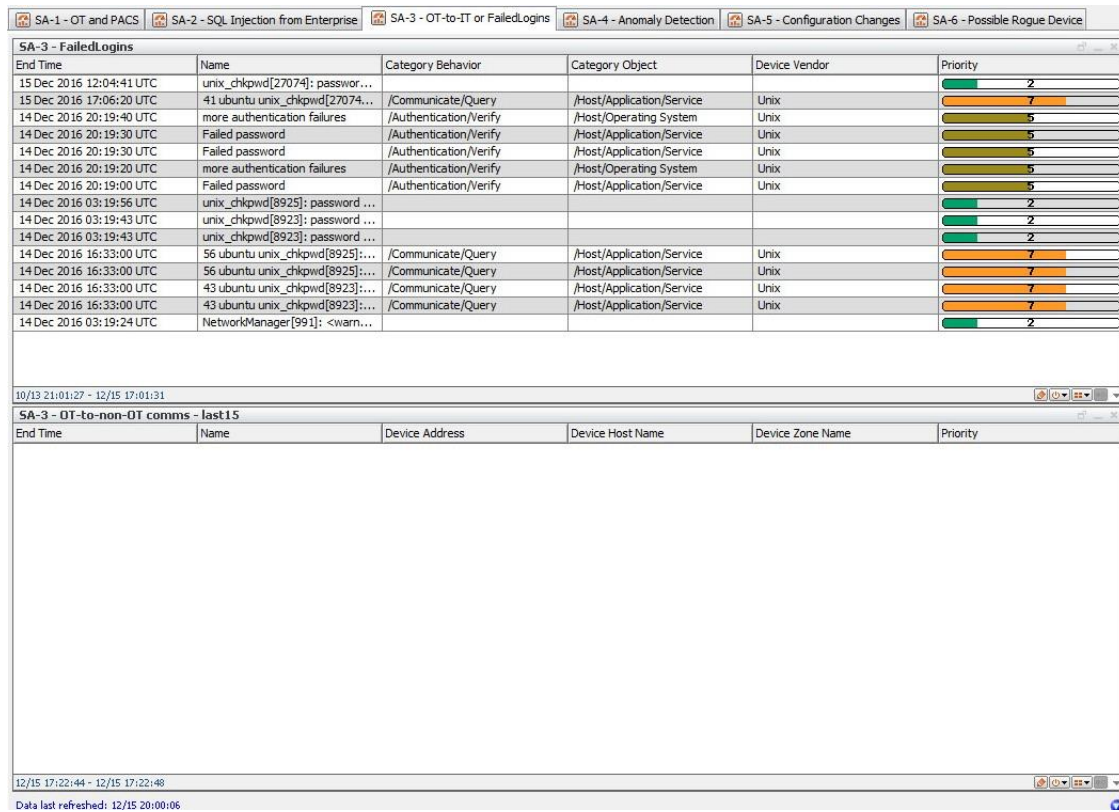 SA-1 - OT and PACS SA-2 - SQL Injection from Enterprise SA-3 - OT-to-IT or FailedLogins SA-4 - Anomaly Detection SA-5 - Configuration Changes SA-6 - Possible Rogue Device
SA-3 - FailedLogins
End Time Name Category Behavior Category Object Device Vendor Priority
15 Dec 2016 12:04:41 UTC unix_chkpwd[27074]: passwor... 2
15 Dec 2016 17:06:20 UTC 41 ubuntu unix_chkpwd[27074... /Communicate/Query /Host/Application/Service Unix 7
14 Dec 2016 20:19:40 UTC more authentication failures /Authentication/Verify /Host/Operating System Unix 5
14 Dec 2016 20:19:30 UTC Failed password /Authentication/Verify /Host/Application/Service Unix 5
14 Dec 2016 20:19:30 UTC Failed password /Authentication/Verify /Host/Application/Service Unix 5
14 Dec 2016 20:19:20 UTC more authentication failures /Authentication/Verify /Host/Operating System Unix 5
14 Dec 2016 20:19:00 UTC Failed password /Authentication/Verify /Host/Application/Service Unix 5
14 Dec 2016 03:19:56 UTC unix_chkpwd[8925]: password ... 2
14 Dec 2016 03:19:43 UTC unix_chkpwd[8923]: password ... 2
14 Dec 2016 03:19:43 UTC unix_chkpwd[8923]: password ... 2
14 Dec 2016 16:33:00 UTC 56 ubuntu unix_chkpwd[8925]:... /Communicate/Query /Host/Application/Service Unix 7
14 Dec 2016 16:33:00 UTC 56 ubuntu unix_chkpwd[8925]:... /Communicate/Query /Host/Application/Service Unix 7
14 Dec 2016 16:33:00 UTC 43 ubuntu unix_chkpwd[8923]:... /Communicate/Query /Host/Application/Service Unix 7
14 Dec 2016 16:33:00 UTC 43 ubuntu unix_chkpwd[8923]:... /Communicate/Query /Host/Application/Service Unix 7
14 Dec 2016 03:19:24 UTC NetworkManager[991]: <warn... 2
10/13 21:01:27 - 12/15 17:01:31
SA-3 - OT-to-non-OT comms - last15
End Time Name Device Address Device Host Name Device Zone Name Priority
12/15 17:22:44 - 12/15 17:22:48
Data last refreshed: 12/15 20:00:06